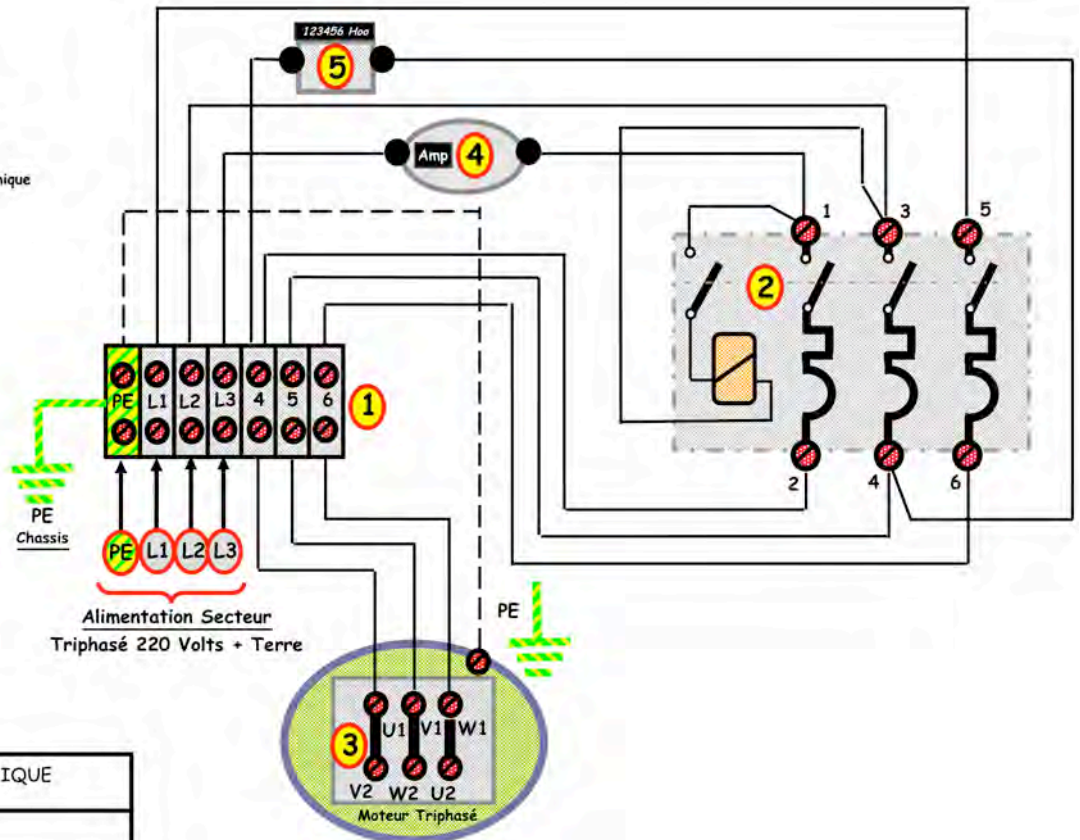 123456 Hoo
5
Amp 4
nique
1 3 5
2
PE L1 L2 L3 4 5 6
1
2 4 6
PE
Chassis
PE L1 L2 L3
Alimentation Secteur
Triphasé 220 Volts + Terre
PE
U1 V1 W1
3
V2 W2 U2
Moteur Triphasé
IQUE